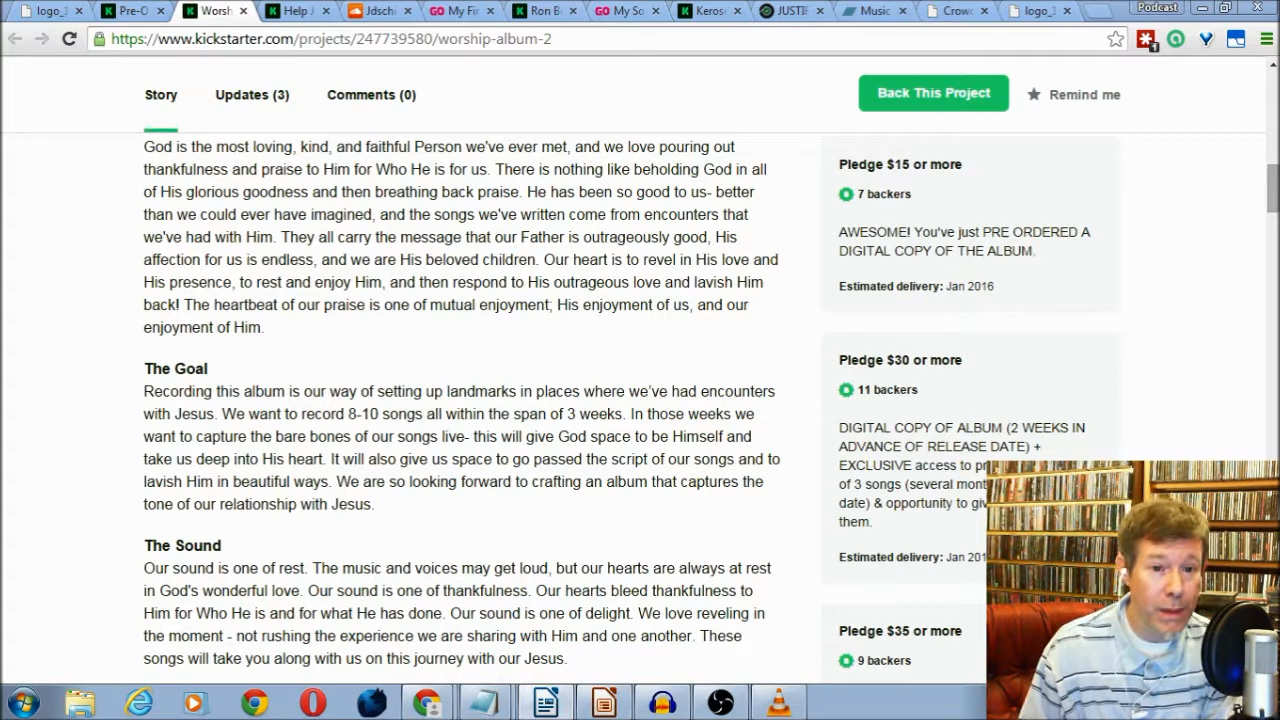 logo_
Pre-O
Worsh
Help J
Jdsch
My Fi
Ron B
My So
Keros
JUSTI
Music
Crow
logo_
Podcast
https://www.kickstarter.com/projects/247739580/worship-album-2
1
Story
Updates (3)
Comments (0)
Back This Project
Remind me
God is the most loving, kind, and faithful Person we've ever met, and we love pouring out
thankfulness and praise to Him for Who He is for us. There is nothing like beholding God in all
of His glorious goodness and then breathing back praise. He has been so good to us- better
than we could ever have imagined, and the songs we've written come from encounters that
we've had with Him. They all carry the message that our Father is outrageously good, His
affection for us is endless, and we are His beloved children. Our heart is to revel in His love and
His presence, to rest and enjoy Him, and then respond to His outrageous love and lavish Him
back! The heartbeat of our praise is one of mutual enjoyment; His enjoyment of us, and our
enjoyment of Him.
The Goal
Recording this album is our way of setting up landmarks in places where we've had encounters
with Jesus. We want to record 8-10 songs all within the span of 3 weeks. In those weeks we
want to capture the bare bones of our songs live- this will give God space to be Himself and
take us deep into His heart. It will also give us space to go passed the script of our songs and to
lavish Him in beautiful ways. We are so looking forward to crafting an album that captures the
tone of our relationship with Jesus.
The Sound
Our sound is one of rest. The music and voices may get loud, but our hearts are always at rest
in God's wonderful love. Our sound is one of thankfulness. Our hearts bleed thankfulness to
Him for Who He is and for what He has done. Our sound is one of delight. We love reveling in
the moment - not rushing the experience we are sharing with Him and one another. These
songs will take you along with us on this journey with our Jesus.
Pledge $15 or more
7 backers
AWESOME! You've just PRE ORDERED A
DIGITAL COPY OF THE ALBUM.
Estimated delivery: Jan 2016
Pledge $30 or more
11 backers
DIGITAL COPY OF ALBUM (2 WEEKS IN
ADVANCE OF RELEASE DATE) +
EXCLUSIVE access to pr
of 3 songs (several mont
date) & opportunity to giv
them.
Estimated delivery: Jan 201
Pledge $35 or more
9 backers